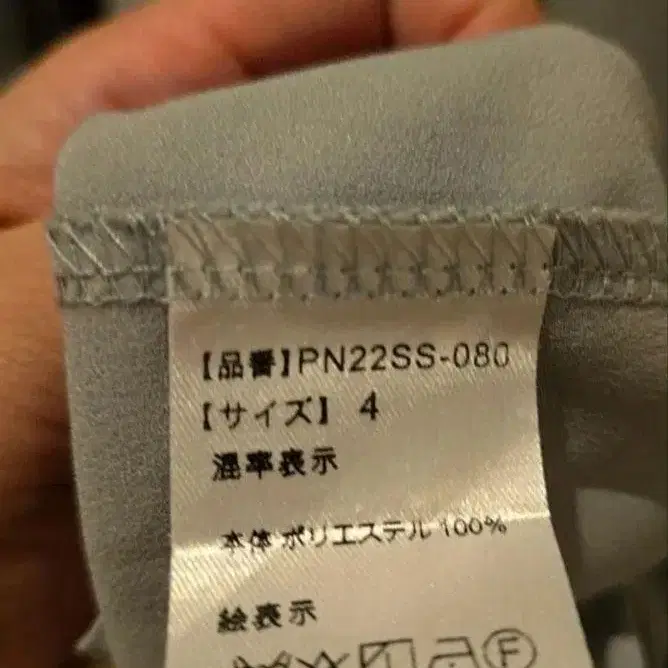 【品番】PN22SS-080
【サイズ】 4
混率表示
本体 ポリエステル 100%
絵表示
F